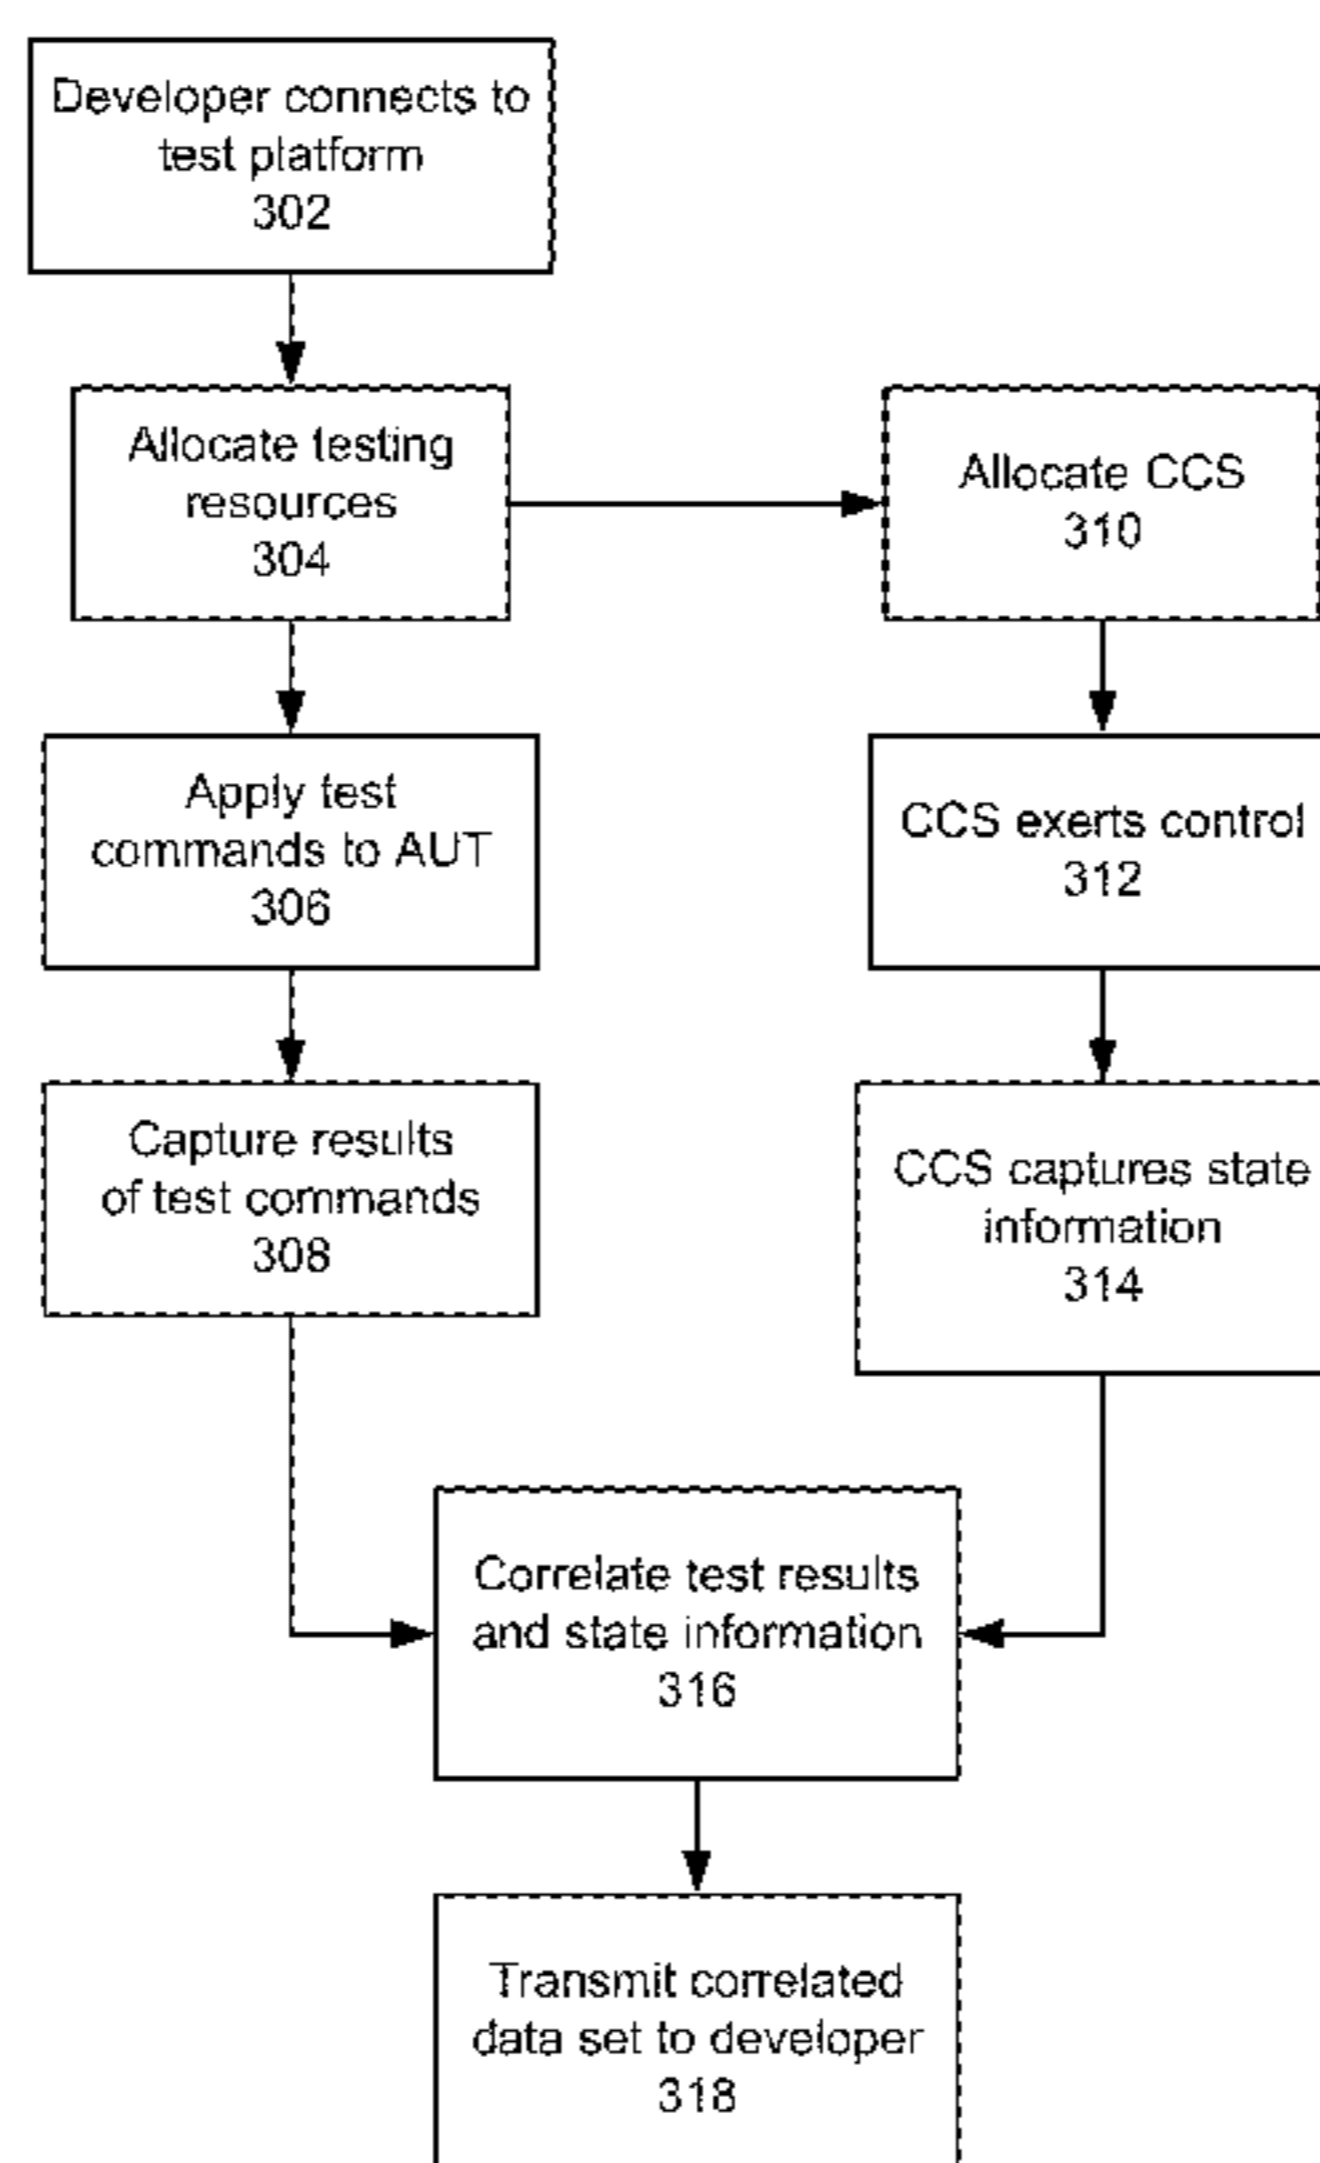 Developer connects to
test platform
302
Allocate testing
resources
304
Allocate CCS
310
Apply test
commands to AUT
306
CCS exerts control
312
Capture results
of test commands
308
CCS captures state
information
314
Correlate test results
and state information
316
Transmit correlated
data set to developer
318